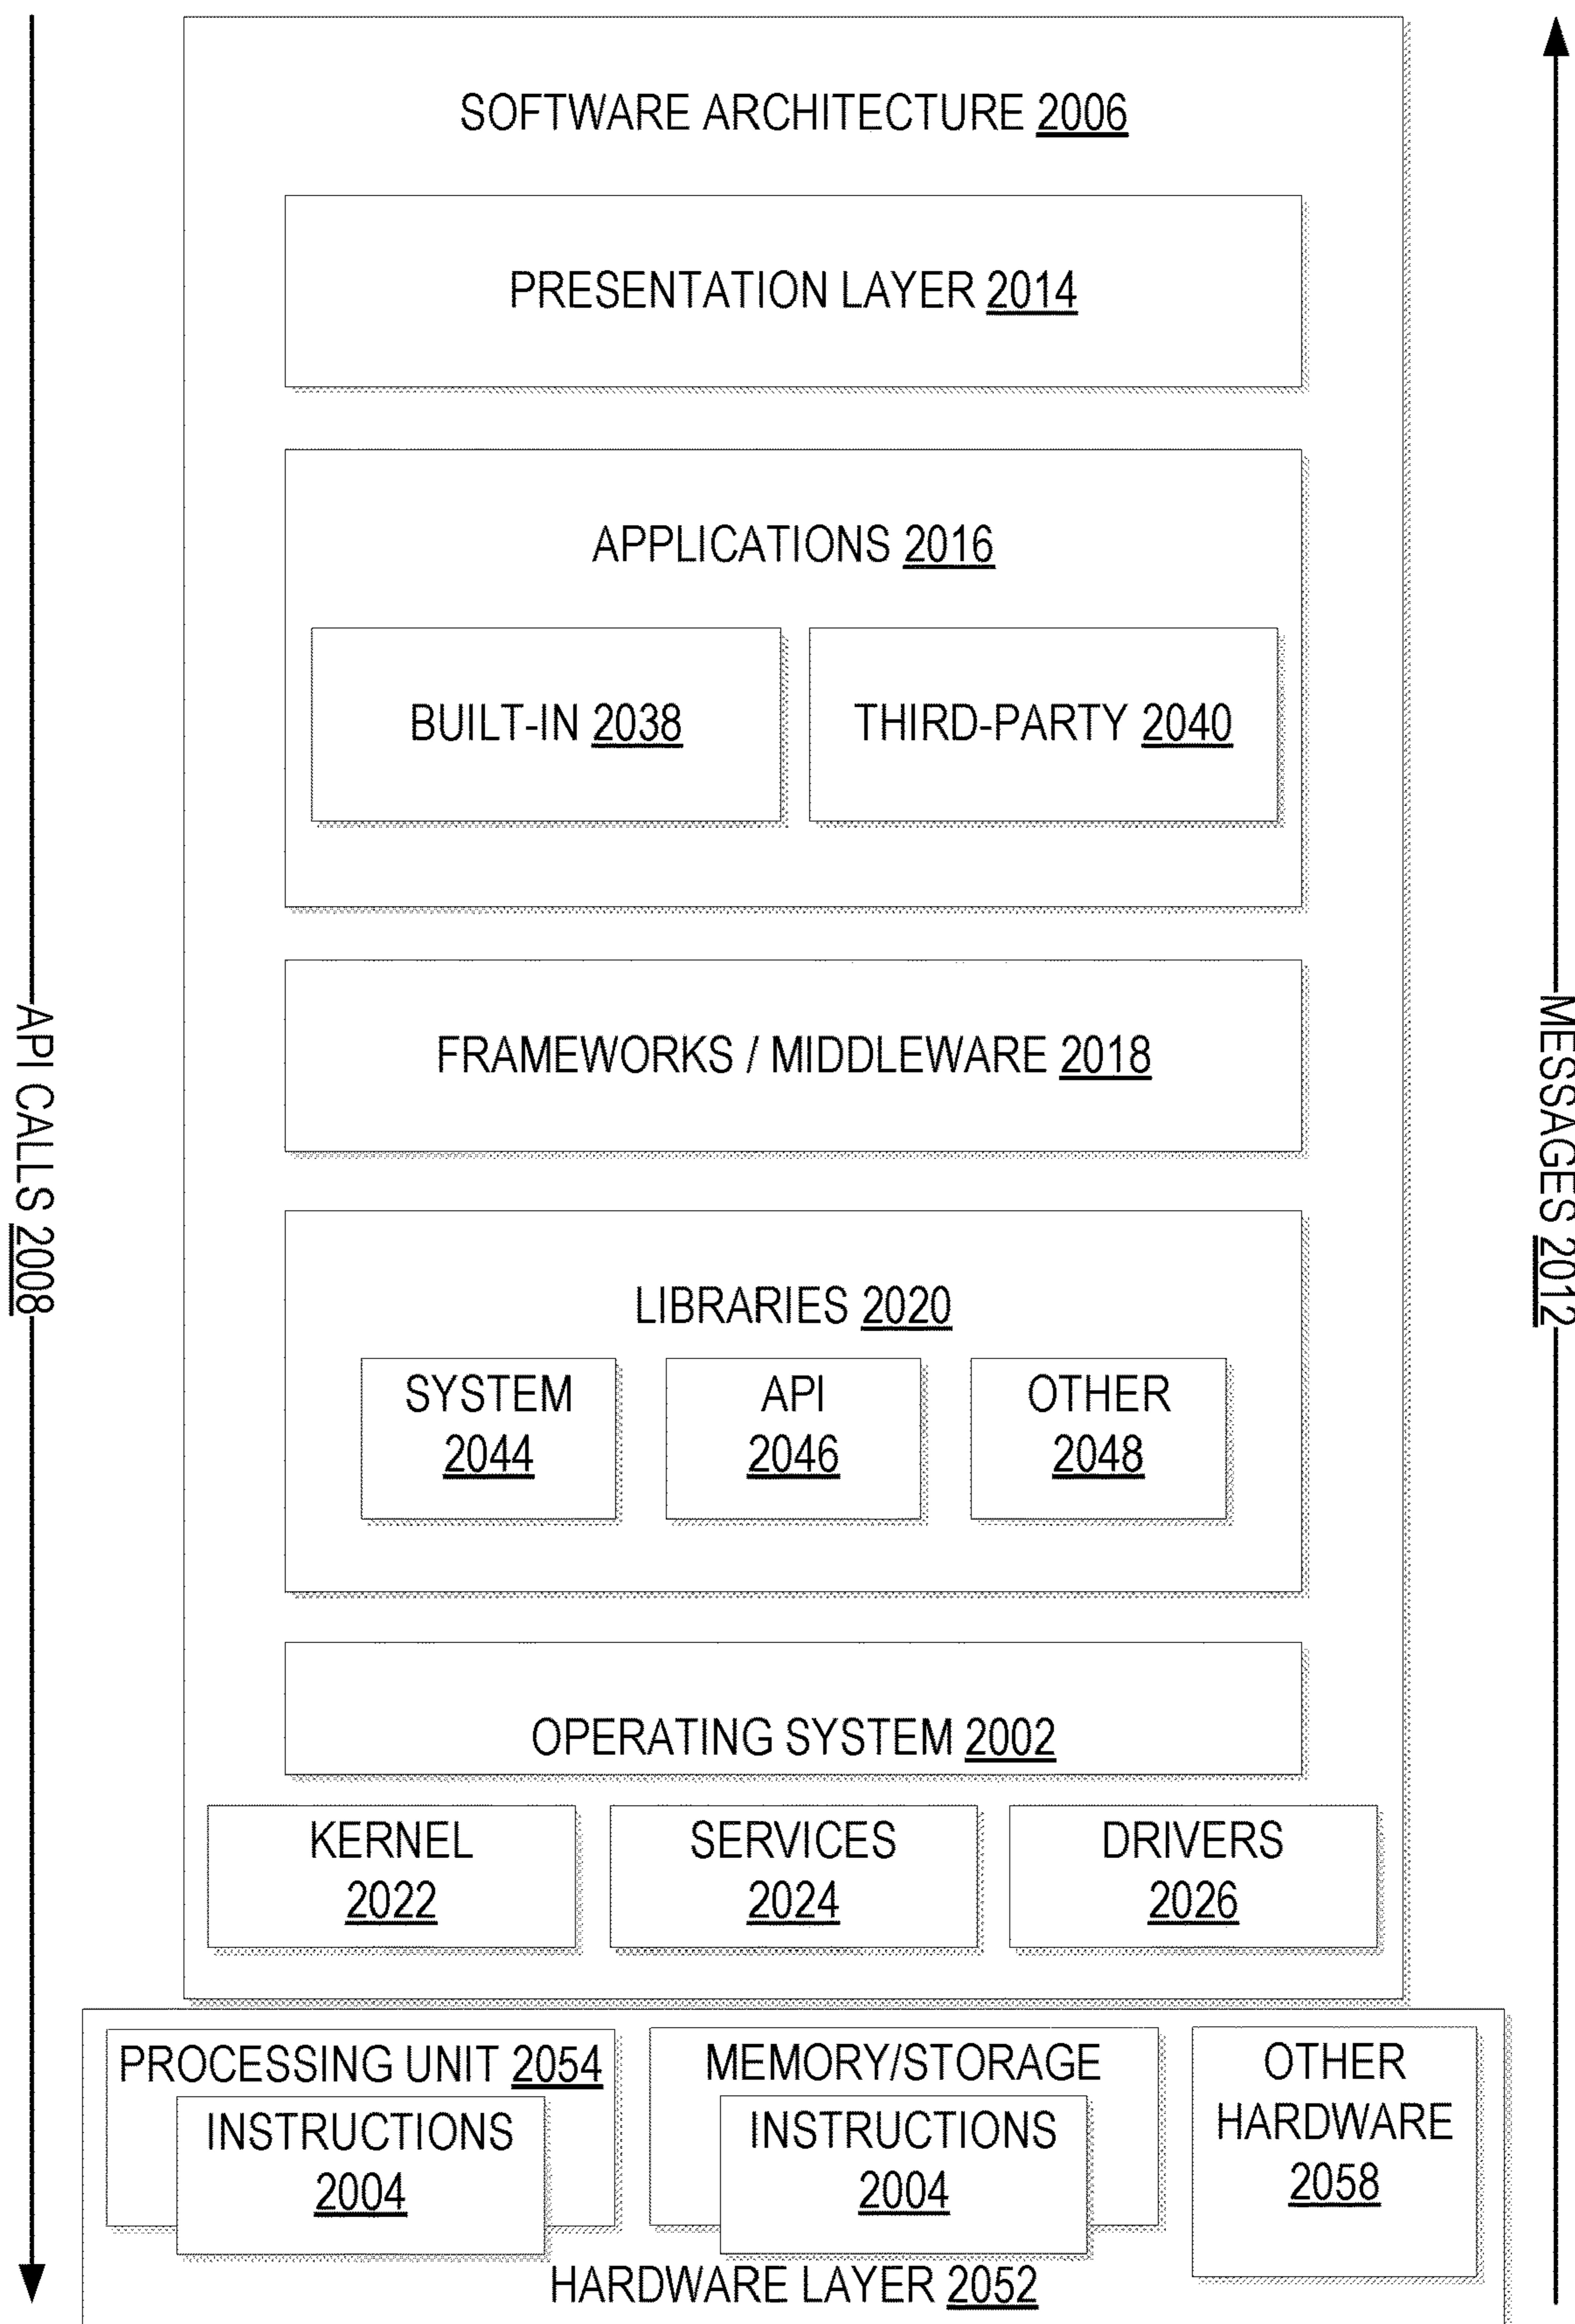 SOFTWARE ARCHITECTURE 2006
PRESENTATION LAYER 2014
APPLICATIONS 2016
BUILT-IN 2038
THIRD-PARTY 2040
FRAMEWORKS / MIDDLEWARE 2018
LIBRARIES 2020
SYSTEM
2044
API
2046
OTHER
2048
OPERATING SYSTEM 2002
KERNEL
2022
SERVICES
2024
DRIVERS
2026
PROCESSING UNIT 2054
INSTRUCTIONS
2004
MEMORY/STORAGE
INSTRUCTIONS
2004
OTHER
HARDWARE
2058
HARDWARE LAYER 2052
API CALLS 2008
MESSAGES 2012